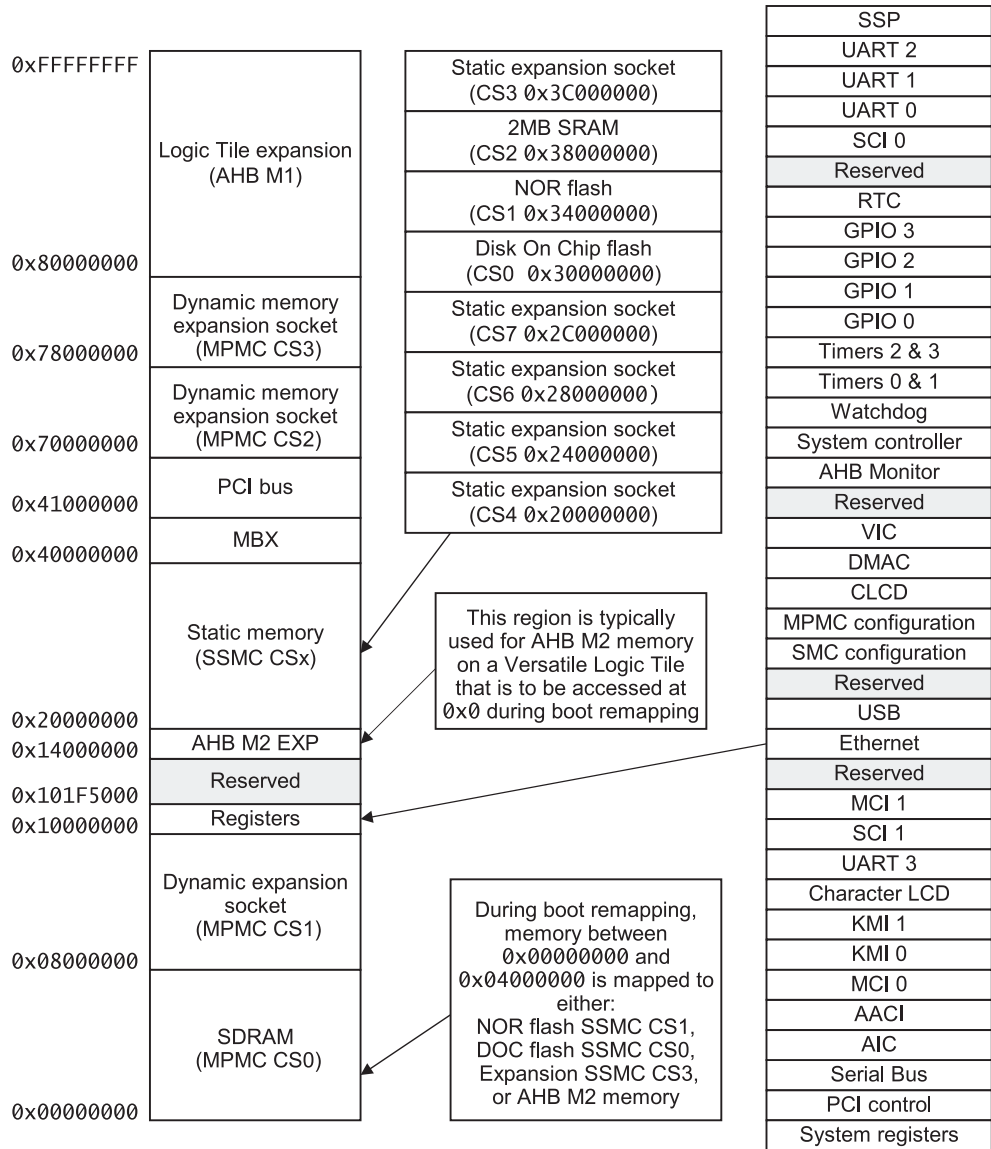 0xFFFFFFFF
Logic Tile expansion
(AHB M1)
0x80000000
Dynamic memory
expansion socket
(MPMC CS3)
0x78000000
Dynamic memory
expansion socket
(MPMC CS2)
0x70000000
PCI bus
0x41000000
MBX
0x40000000
Static memory
(SSMC CSx)
0x20000000
AHB M2 EXP
0x14000000
Reserved
0x101F5000
Registers
0x10000000
Dynamic expansion
socket
(MPMC CS1)
0x08000000
SDRAM
(MPMC CS0)
0x00000000
Static expansion socket
(CS3 0x3C000000)
2MB SRAM
(CS2 0x38000000)
NOR flash
(CS1 0x34000000)
Disk On Chip flash
(CS0 0x30000000)
Static expansion socket
(CS7 0x2C000000)
Static expansion socket
(CS6 0x28000000)
Static expansion socket
(CS5 0x24000000)
Static expansion socket
(CS4 0x20000000)
This region is typically
used for AHB M2 memory
on a Versatile Logic Tile
that is to be accessed at
0x0 during boot remapping
During boot remapping,
memory between
0x00000000 and
0x04000000 is mapped to
either:
NOR flash SSMC CS1,
DOC flash SSMC CS0,
Expansion SSMC CS3,
or AHB M2 memory
SSP
UART 2
UART 1
UART 0
SCI 0
Reserved
RTC
GPIO 3
GPIO 2
GPIO 1
GPIO 0
Timers 2 & 3
Timers 0 & 1
Watchdog
System controller
AHB Monitor
Reserved
VIC
DMAC
CLCD
MPMC configuration
SMC configuration
Reserved
USB
Ethernet
Reserved
MCI 1
SCI 1
UART 3
Character LCD
KMI 1
KMI 0
MCI 0
AACI
AIC
Serial Bus
PCI control
System registers